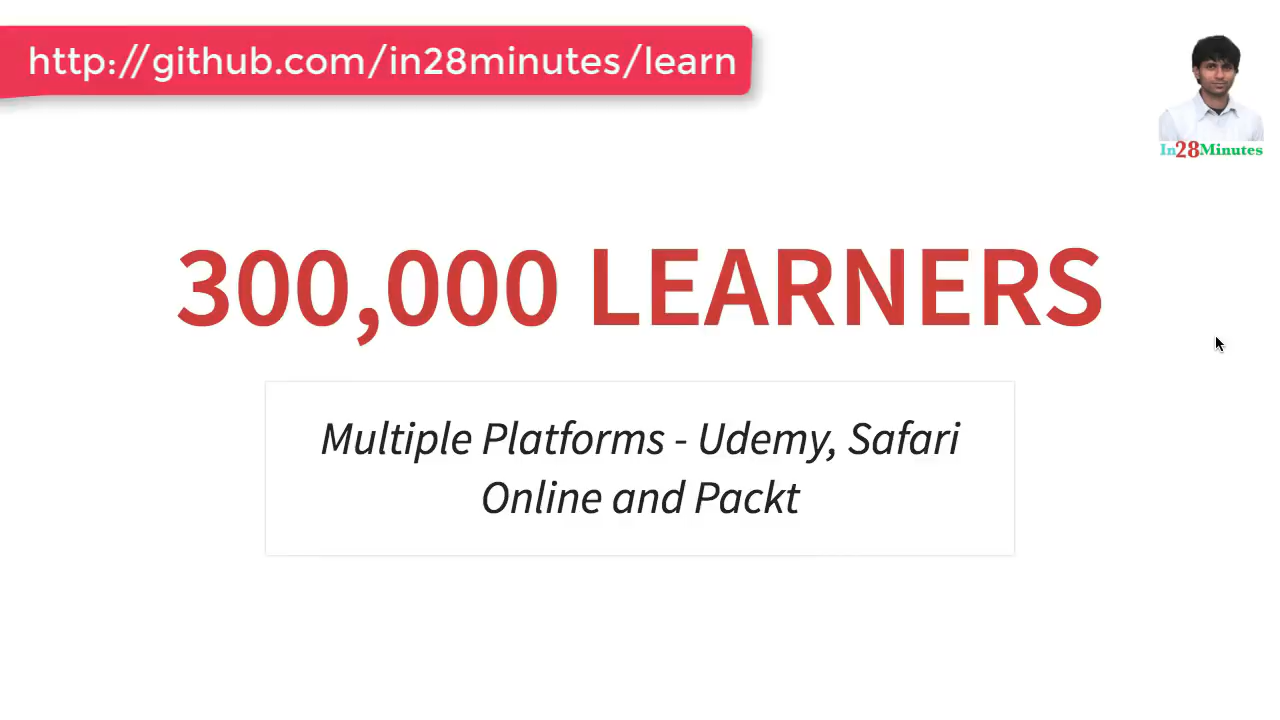 http://github.com/in28minutes/learn
In28Minutes
300,000 LEARNERS
Multiple Platforms - Udemy, Safari
Online and Packt